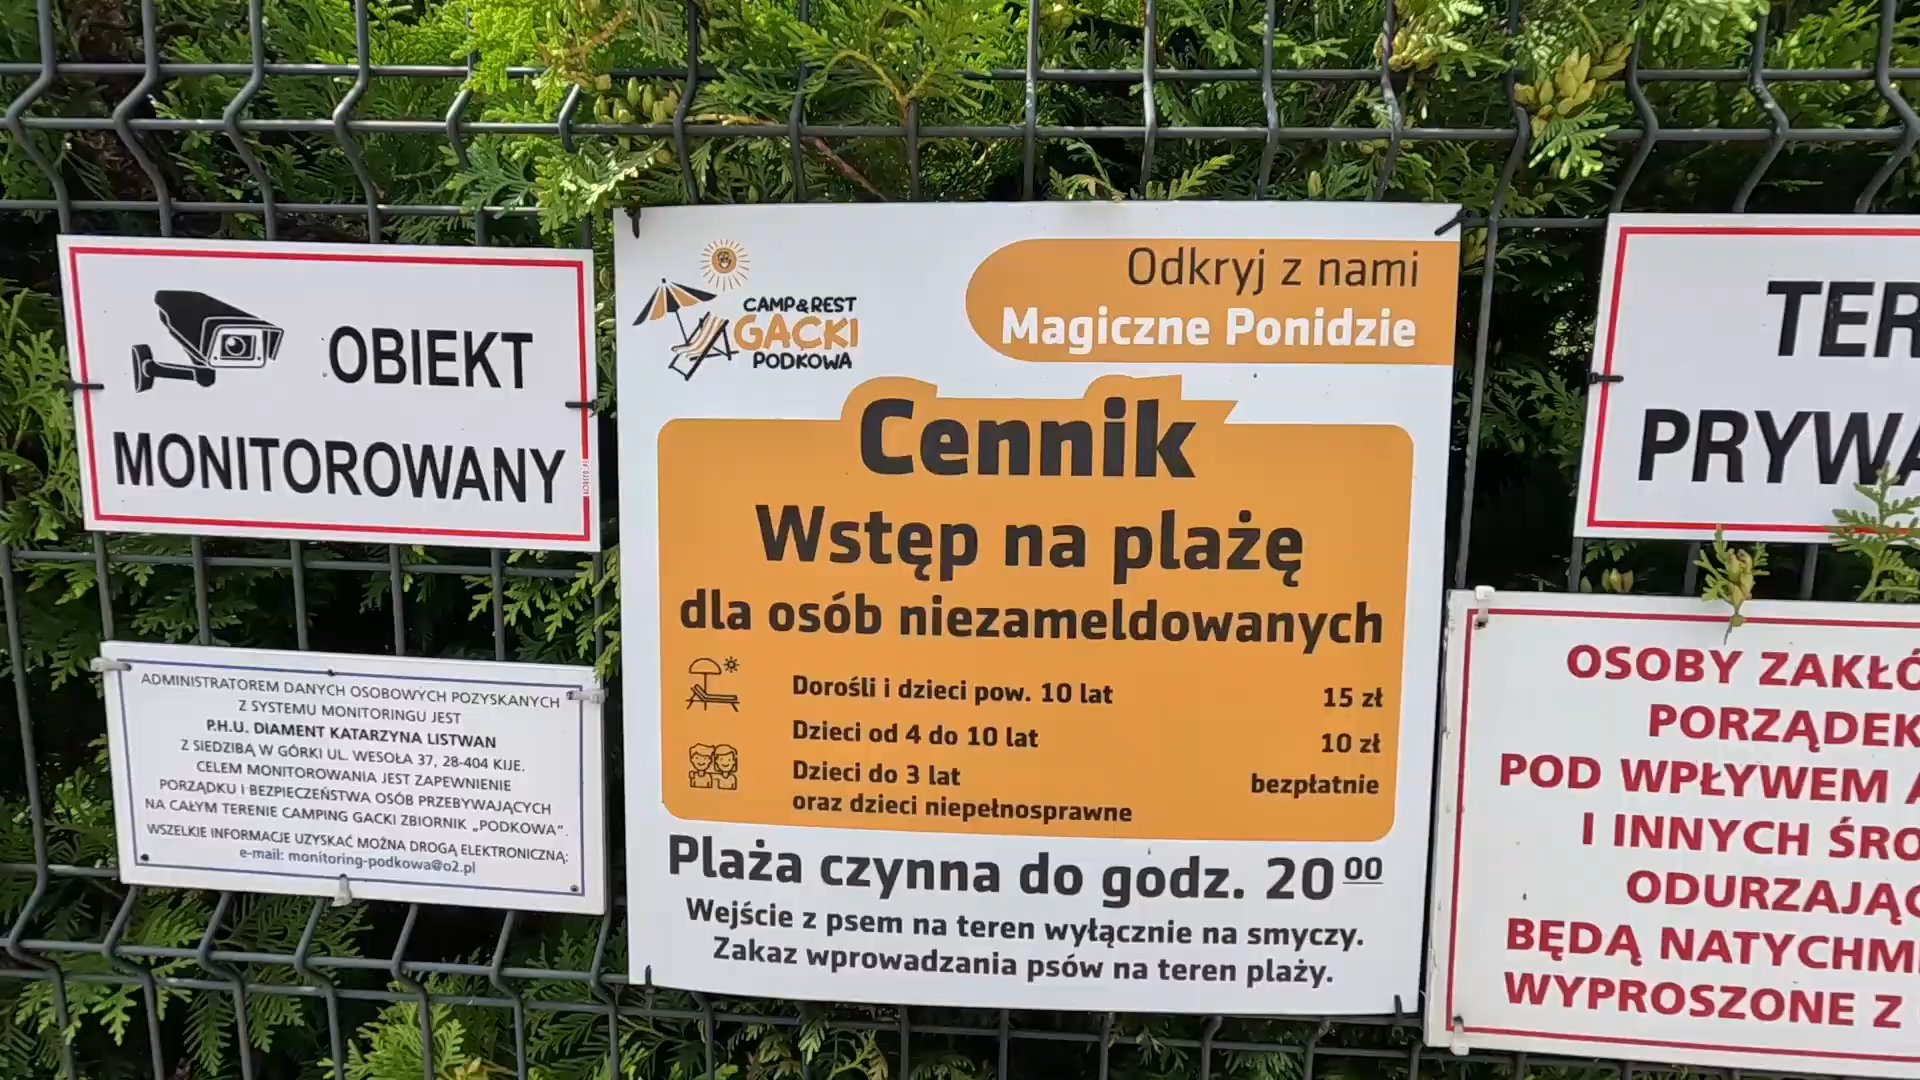 OBIEKT
MONITOROWANY
ADMINISTRATOREM DANYCH OSOBOWYCH POZYSKANYCH
Z SYSTEMU MONITORINGU JEST
P.H.U. DIAMENT KATARZYNA LISTWAN
Z SIEDZIBĄ W GÓRKI UL. WESOŁA 37, 28-404 KIJE.
CELEM MONITOROWANIA JEST ZAPEWNIENIE
PORZĄDKU I BEZPIECZEŃSTWA OSÓB PRZEBYWAJĄCYCH
NA CAŁYM TERENIE CAMPING GACKI ZBIORNIK „PODKOWA”.
WSZELKIE INFORMACJE UZYSKAĆ MOŻNA DROGĄ ELEKTRONICZNĄ:
e-mail: monitoring-podkowa@o2.pl
CAMP&REST
GACKI
PODKOWA
Odkryj z nami
Magiczne Ponidzie
Cennik
Wstęp na plażę
dla osób niezameldowanych
Dorośli i dzieci pow. 10 lat 15 zł
Dzieci od 4 do 10 lat 10 zł
Dzieci do 3 lat bezpłatnie
oraz dzieci niepełnosprawne
Plaża czynna do godz. 20 00
Wejście z psem na teren wyłącznie na smyczy.
Zakaz wprowadzania psów na teren plaży.
TER
PRYWA
OSOBY ZAKŁÓ
PORZĄDEK
POD WPŁYWEM A
I INNYCH ŚRO
ODURZAJĄC
BĘDĄ NATYCHMI
WYPROSZONE Z